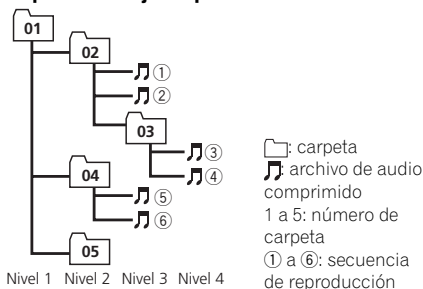 01
02
①
②
03
③
④
04
⑤
⑥
05
Nivel 1 Nivel 2 Nivel 3 Nivel 4
: carpeta
: archivo de audio
comprimido
1 a 5: número de
carpeta
① a ⑥: secuencia
de reproducción